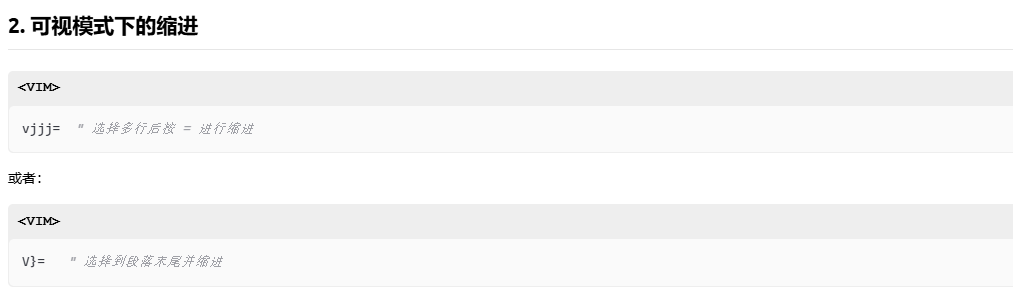 2. 可视模式下的缩进
<VIM>
vjjj=  " 选择多行后按 = 进行缩进
或者：
<VIM>
V}=   " 选择到段落末尾并缩进